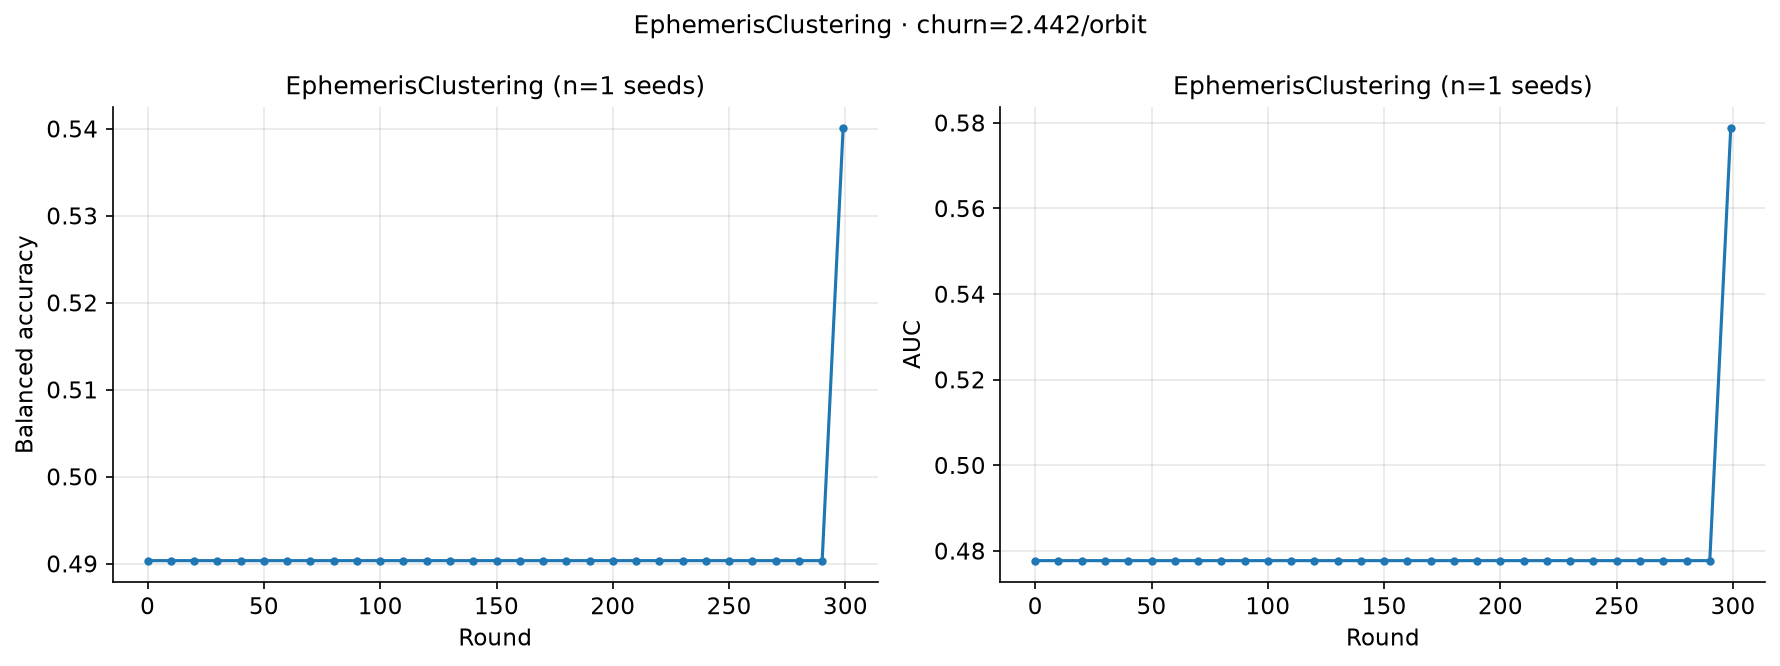 EphemerisClustering · churn=2.442/orbit
EphemerisClustering (n=1 seeds)
Balanced accuracy
0.54
0.53
0.52
0.51
0.50
0.49
0 50 100 150 200 250 300
Round
EphemerisClustering (n=1 seeds)
AUC
0.58
0.56
0.54
0.52
0.50
0.48
0 50 100 150 200 250 300
Round